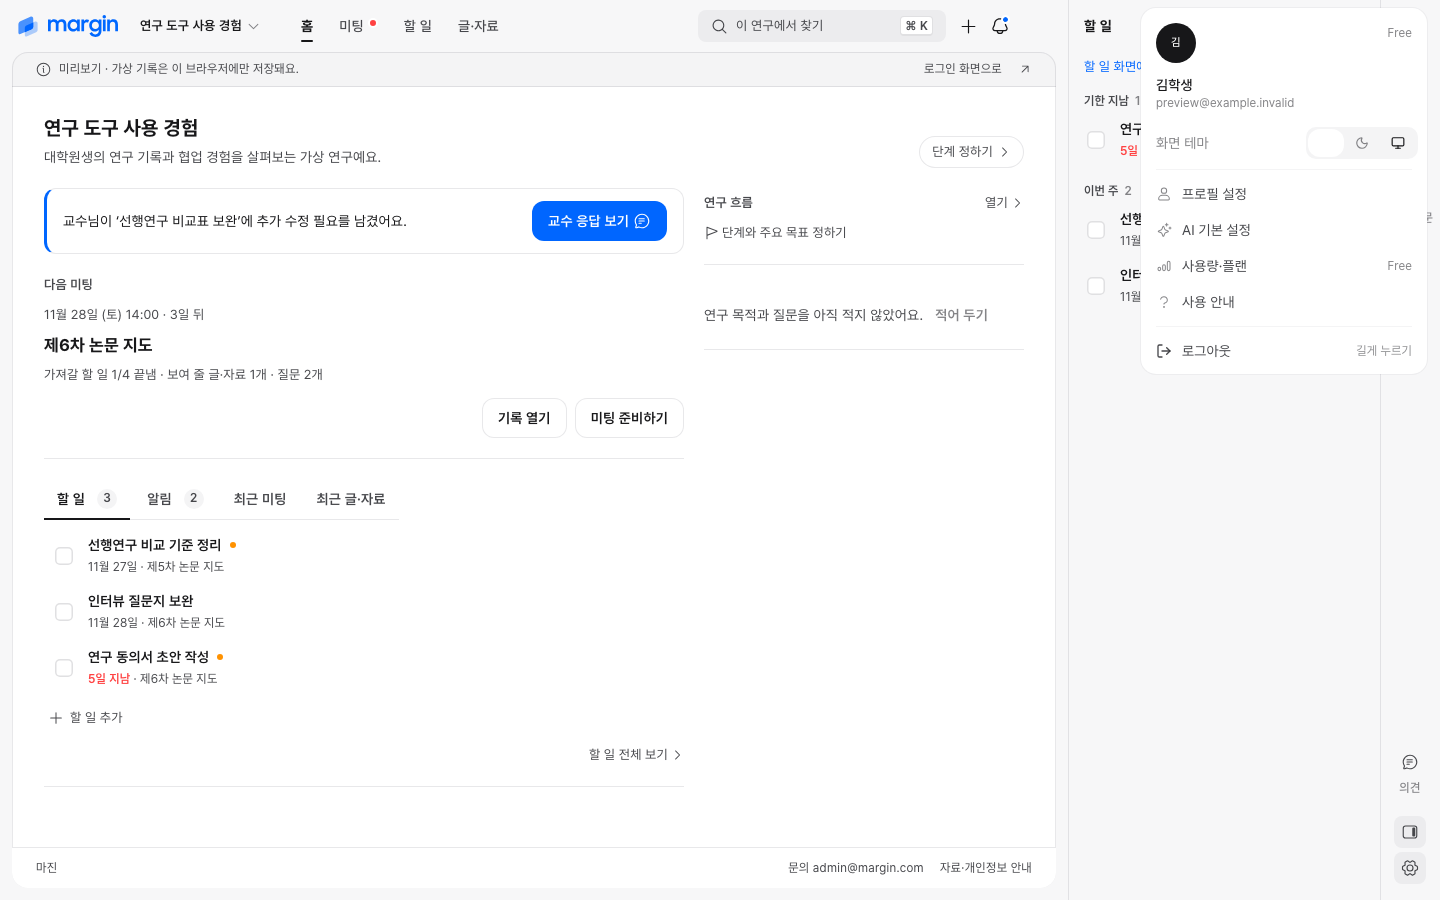 margin
연구 도구 사용 경험
홈
미팅
할 일
글·자료
이 연구에서 찾기
⌘ K
미리보기 · 가상 기록은 이 브라우저에만 저장돼요.
로그인 화면으로
연구 도구 사용 경험
대학원생의 연구 기록과 협업 경험을 살펴보는 가상 연구예요.
단계 정하기
교수님이 ‘선행연구 비교표 보완’에 추가 수정 필요를 남겼어요.
교수 응답 보기
다음 미팅
11월 28일 (토) 14:00 · 3일 뒤
제6차 논문 지도
가져갈 할 일 1/4 끝냄 · 보여 줄 글·자료 1개 · 질문 2개
기록 열기
미팅 준비하기
연구 흐름
열기
단계와 주요 목표 정하기
연구 목적과 질문을 아직 적지 않았어요.
적어 두기
할 일 3
알림 2
최근 미팅
최근 글·자료
선행연구 비교 기준 정리
11월 27일 · 제5차 논문 지도
인터뷰 질문지 보완
11월 28일 · 제6차 논문 지도
연구 동의서 초안 작성
5일 지남 · 제6차 논문 지도
할 일 추가
할 일 전체 보기
마진
문의 admin@margin.com
자료·개인정보 안내
할 일
할 일 화면
기한 지남 1
연구
5일
이번 주 2
선행
11월
인터
11월
김
Free
김학생
preview@example.invalid
화면 테마
프로필 설정
AI 기본 설정
사용량·플랜
Free
사용 안내
로그아웃
길게 누르기
의견